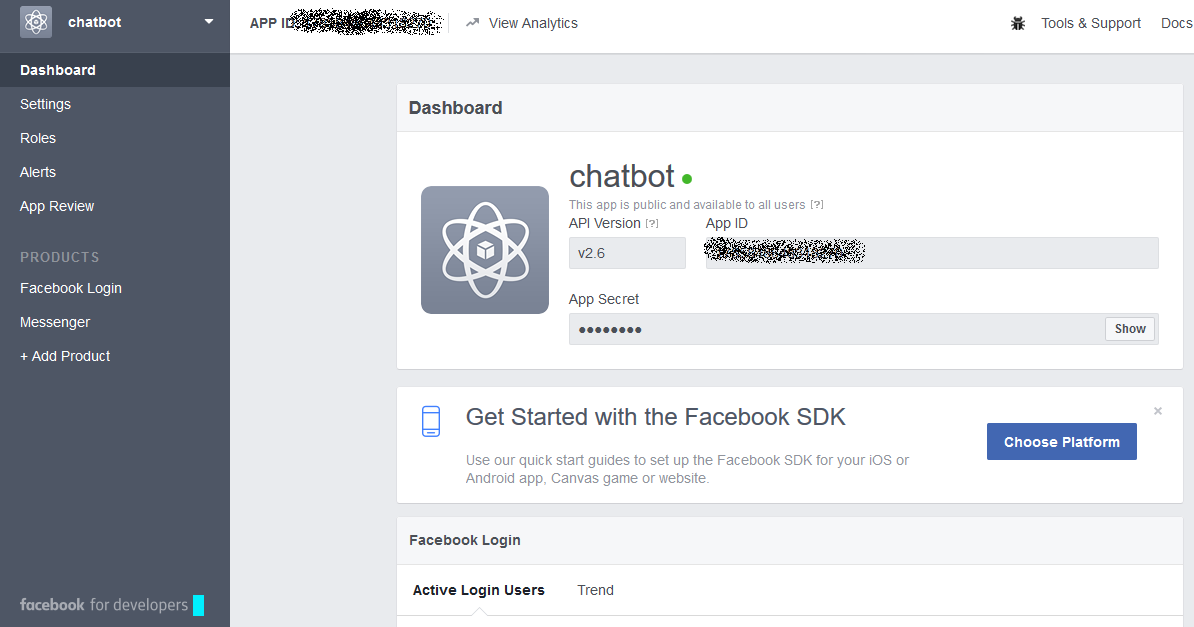 chatbot
APP ID
View Analytics
Tools & Support
Docs
Dashboard
Settings
Roles
Alerts
App Review
PRODUCTS
Facebook Login
Messenger
+ Add Product
facebook for developers
Dashboard
chatbot
This app is public and available to all users [?]
API Version [?]
App ID
v2.6
App Secret
●●●●●●●●
Show
Get Started with the Facebook SDK
Use our quick start guides to set up the Facebook SDK for your iOS or
Android app, Canvas game or website.
Choose Platform
×
Facebook Login
Active Login Users
Trend